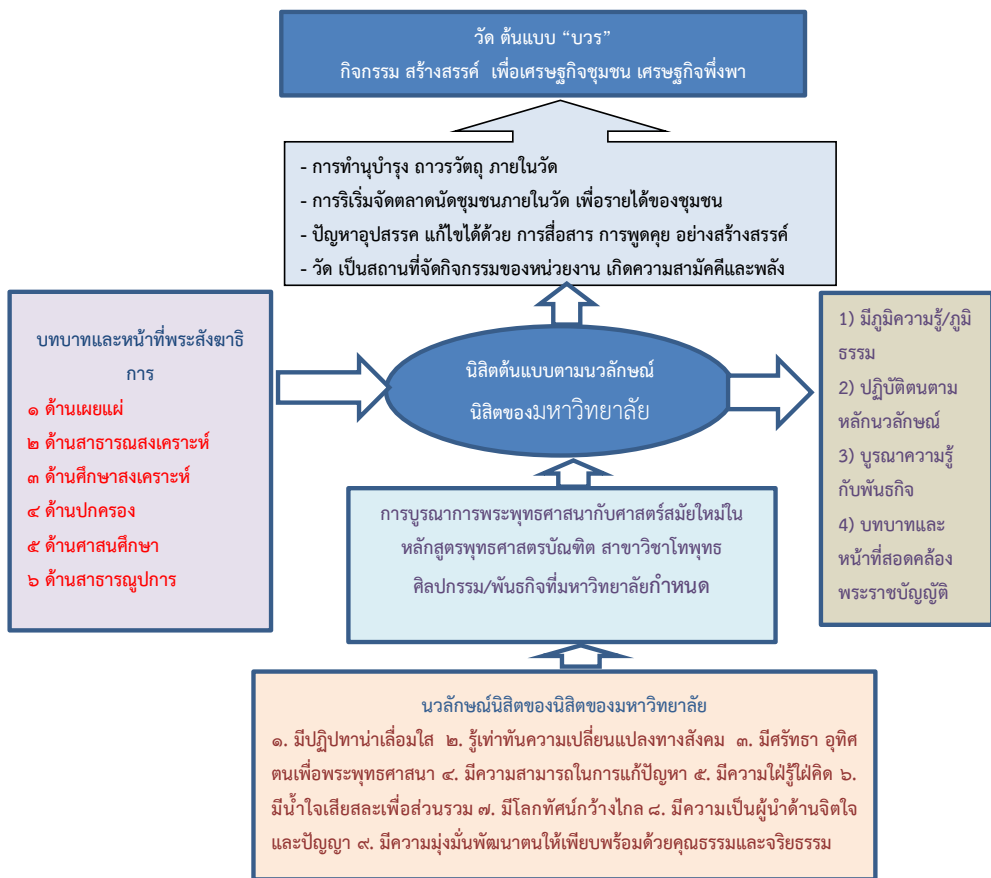 วัด ต้นแบบ “บวร”
กิจกรรม สร้างสรรค์ เพื่อเศรษฐกิจชุมชน เศรษฐกิจพึ่งพา
- การทำนุบำรุง ถาวรวัตถุ ภายในวัด
- การริเริ่มจัดตลาดนัดชุมชนภายในวัด เพื่อรายได้ของชุมชน
- ปัญหาอุปสรรค แก้ไขได้ด้วย การสื่อสาร การพูดคุย อย่างสร้างสรรค์
- วัด เป็นสถานที่จัดกิจกรรมของหน่วยงาน เกิดความสามัคคีและพลัง
บทบาทและหน้าที่พระสังฆาธิ
การ
๑ ด้านเผยแผ่
๒ ด้านสาธารณสงเคราะห์
๓ ด้านศึกษาสงเคราะห์
๔ ด้านปกครอง
๕ ด้านศาสนศึกษา
๖ ด้านสาธารณูปการ
นิสิตต้นแบบตามนวลักษณ์
นิสิตของมหาวิทยาลัย
1) มีภูมิความรู้/ภูมิ
ธรรม
2) ปฏิบัติตนตาม
หลักนวลักษณ์
3) บูรณาความรู้
กับพันธกิจ
4) บทบาทและ
หน้าที่สอดคล้อง
พระราชบัญญัติ
การบูรณาการพระพุทธศาสนากับศาสตร์สมัยใหม่ใน
หลักสูตรพุทธศาสตรบัณฑิต สาขาวิชาโทพุทธ
ศิลปกรรม/พันธกิจที่มหาวิทยาลัยกำหนด
นวลักษณ์นิสิตของนิสิตของมหาวิทยาลัย
๑. มีปฏิปทาน่าเลื่อมใส ๒. รู้เท่าทันความเปลี่ยนแปลงทางสังคม ๓. มีศรัทธา อุทิศ
ตนเพื่อพระพุทธศาสนา ๔. มีความสามารถในการแก้ปัญหา ๕. มีความใฝ่รู้ใฝ่คิด ๖.
มีน้ำใจเสียสละเพื่อส่วนรวม ๗. มีโลกทัศน์กว้างไกล ๘. มีความเป็นผู้นำด้านจิตใจ
และปัญญา ๙. มีความมุ่งมั่นพัฒนาตนให้เพียบพร้อมด้วยคุณธรรมและจริยธรรม